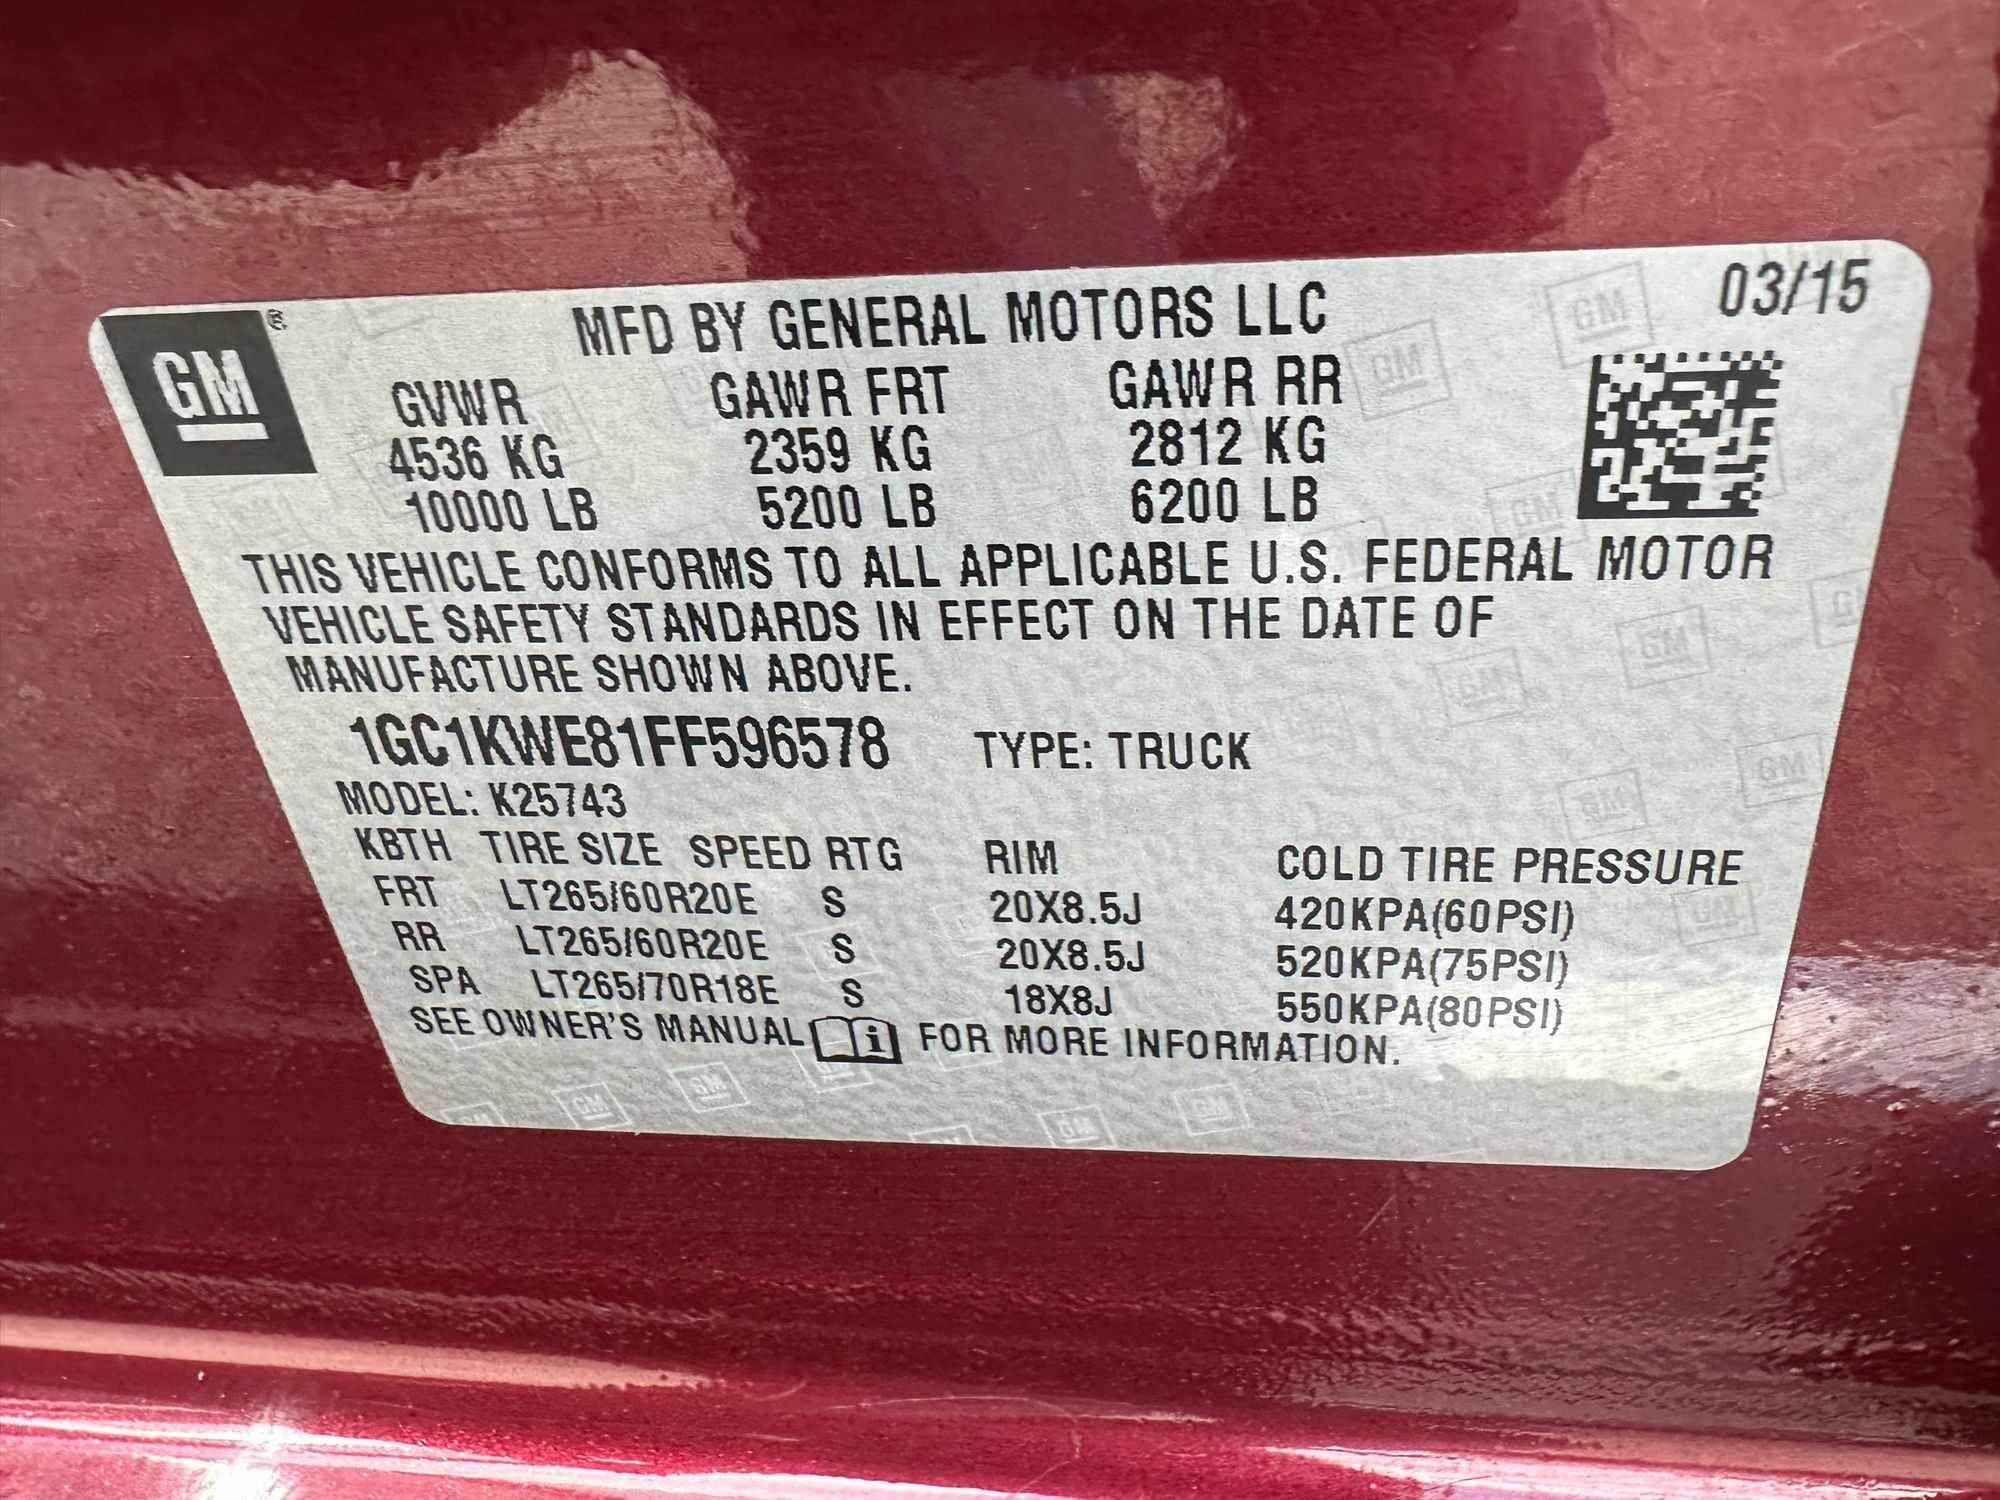 GM ® MFD BY GENERAL MOTORS LLC 03/15
GVWR GAWR FRT GAWR RR
4536 KG 2359 KG 2812 KG
10000 LB 5200 LB 6200 LB
THIS VEHICLE CONFORMS TO ALL APPLICABLE U.S. FEDERAL MOTOR
VEHICLE SAFETY STANDARDS IN EFFECT ON THE DATE OF
MANUFACTURE SHOWN ABOVE.
1GC1KWE81FF596578 TYPE: TRUCK
MODEL: K25743
KBTH TIRE SIZE SPEED RTG RIM COLD TIRE PRESSURE
FRT LT265/60R20E S 20X8.5J 420KPA(60PSI)
RR LT265/60R20E S 20X8.5J 520KPA(75PSI)
SPA LT265/70R18E S 18X8J 550KPA(80PSI)
SEE OWNER'S MANUAL i FOR MORE INFORMATION.